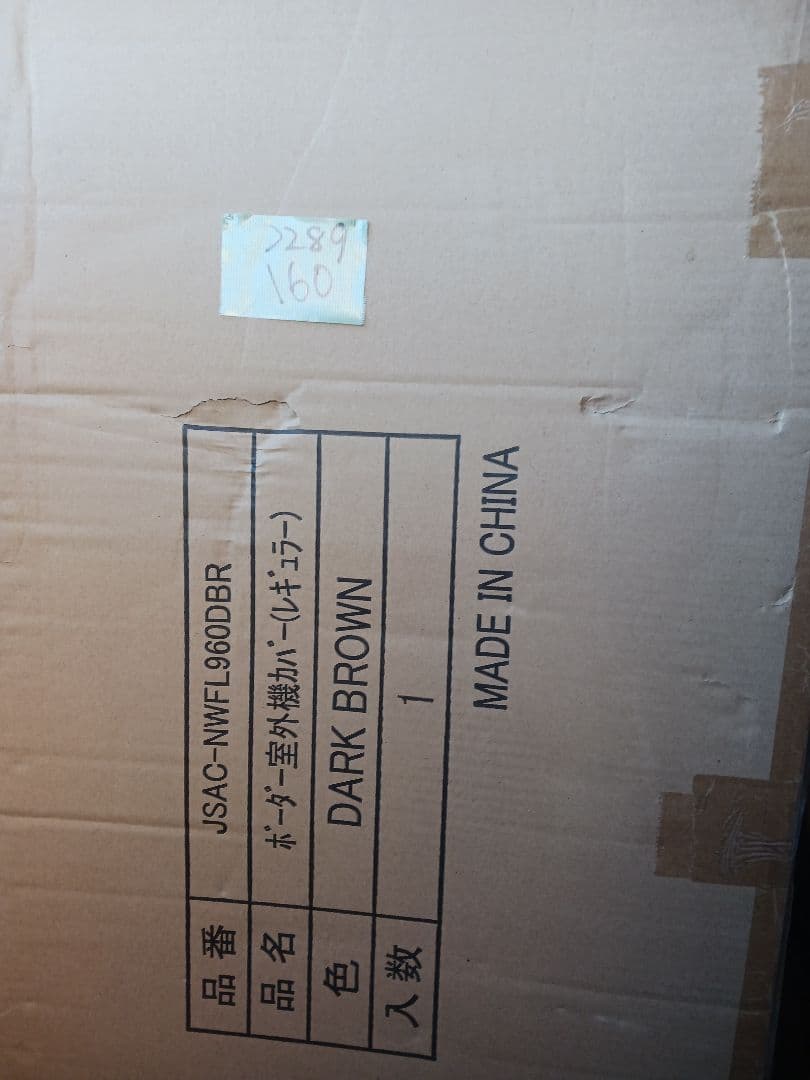 2289
160
品番 JSAC-NWFL960DBR
品名 ﾎﾞｰﾀﾞｰ室外機ｶﾊﾞｰ(ﾚｷﾞｭﾗｰ)
色 DARK BROWN
入数 1
MADE IN CHINA